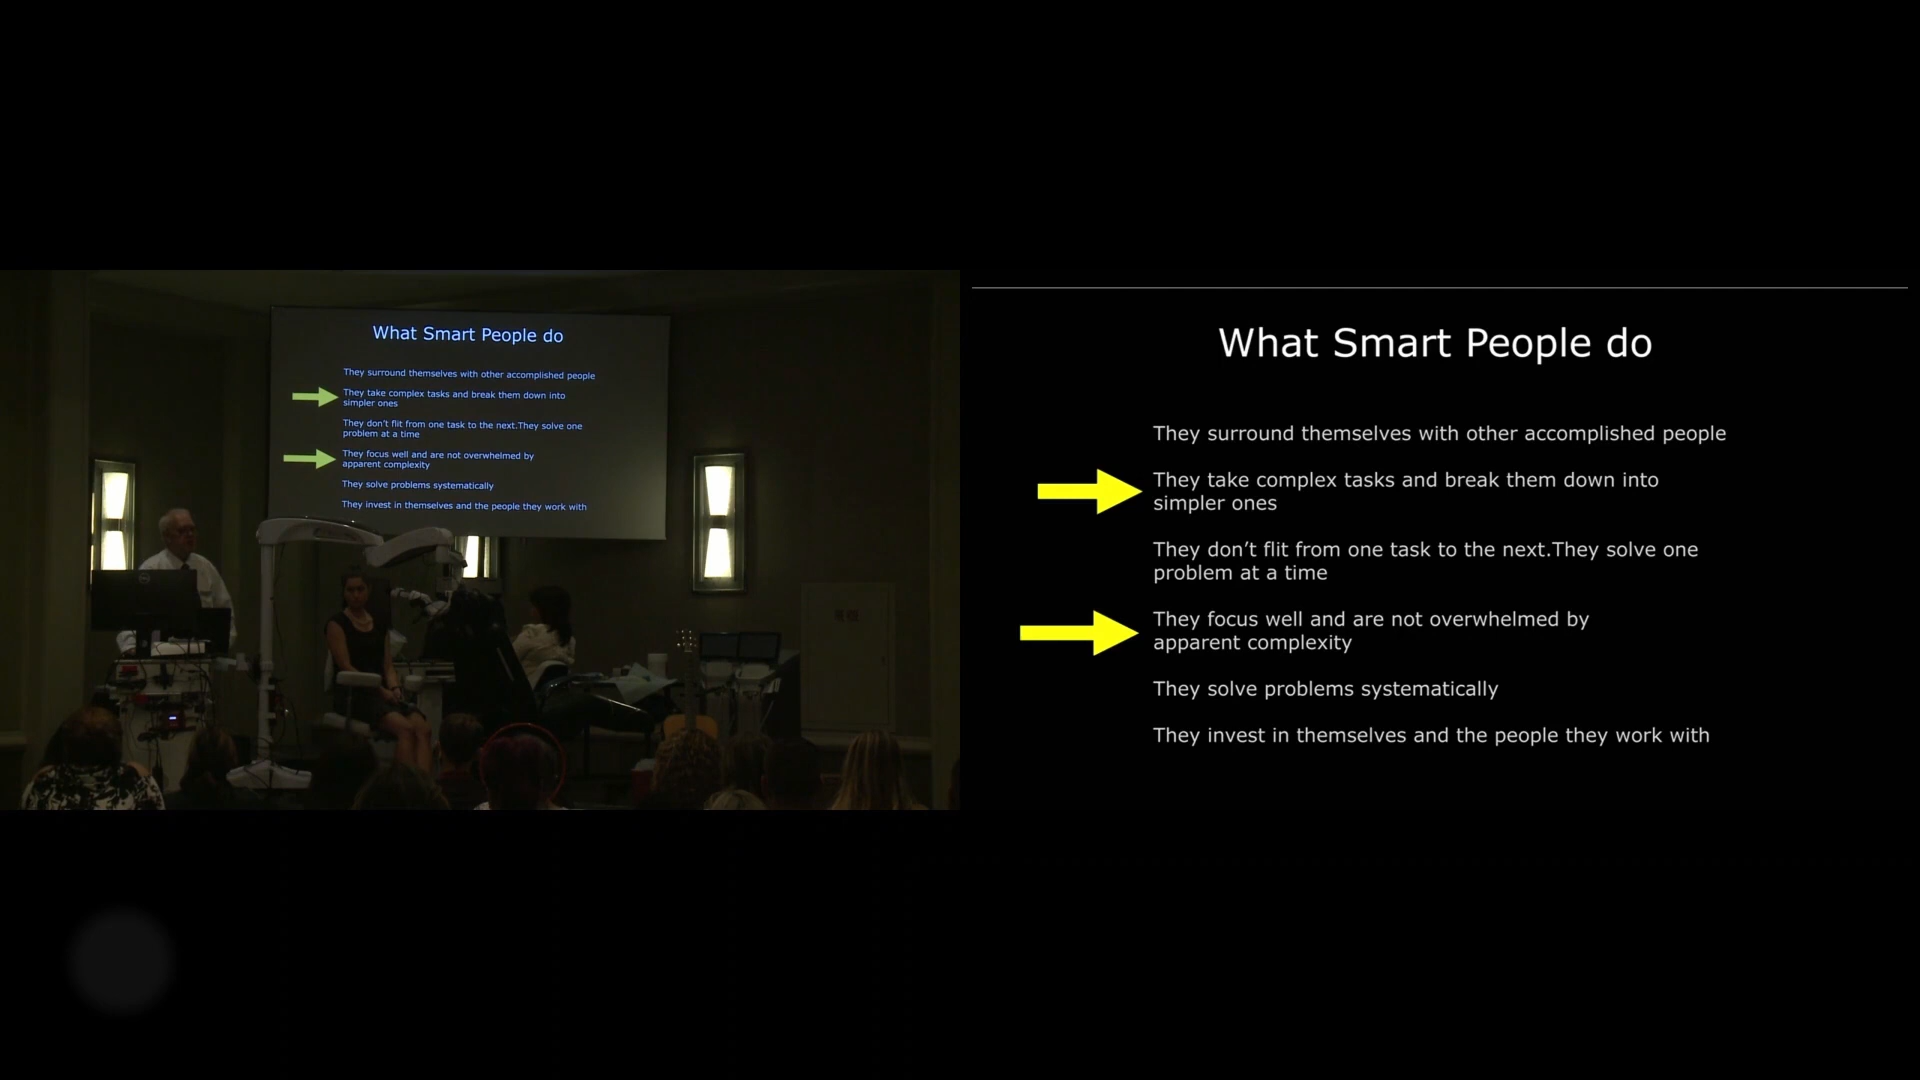 What Smart People do
They surround themselves with other accomplished people
They take complex tasks and break them down into
simpler ones
They don't flit from one task to the next.They solve one
problem at a time
They focus well and are not overwhelmed by
apparent complexity
They solve problems systematically
They invest in themselves and the people they work with
What Smart People do
They surround themselves with other accomplished people
They take complex tasks and break them down into
simpler ones
They don’t flit from one task to the next.They solve one
problem at a time
They focus well and are not overwhelmed by
apparent complexity
They solve problems systematically
They invest in themselves and the people they work with